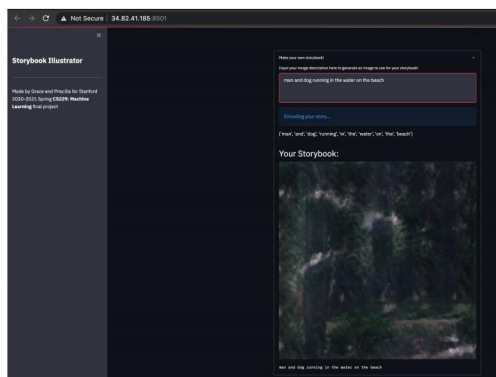 Not Secure | 34.82.41.185:8501
Storybook Illustrator
Made by Grace and Priscilla for Stanford
2020-2021 Spring CS229: Machine
Learning final project
Make your own storybook!
Input your image description here to generate an image to use for your storybook!
man and dog running in the water on the beach
Encoding your story...
['man', 'and', 'dog', 'running', 'in', 'the', 'water', 'on', 'the', 'beach']
Your Storybook:
man and dog running in the water on the beach